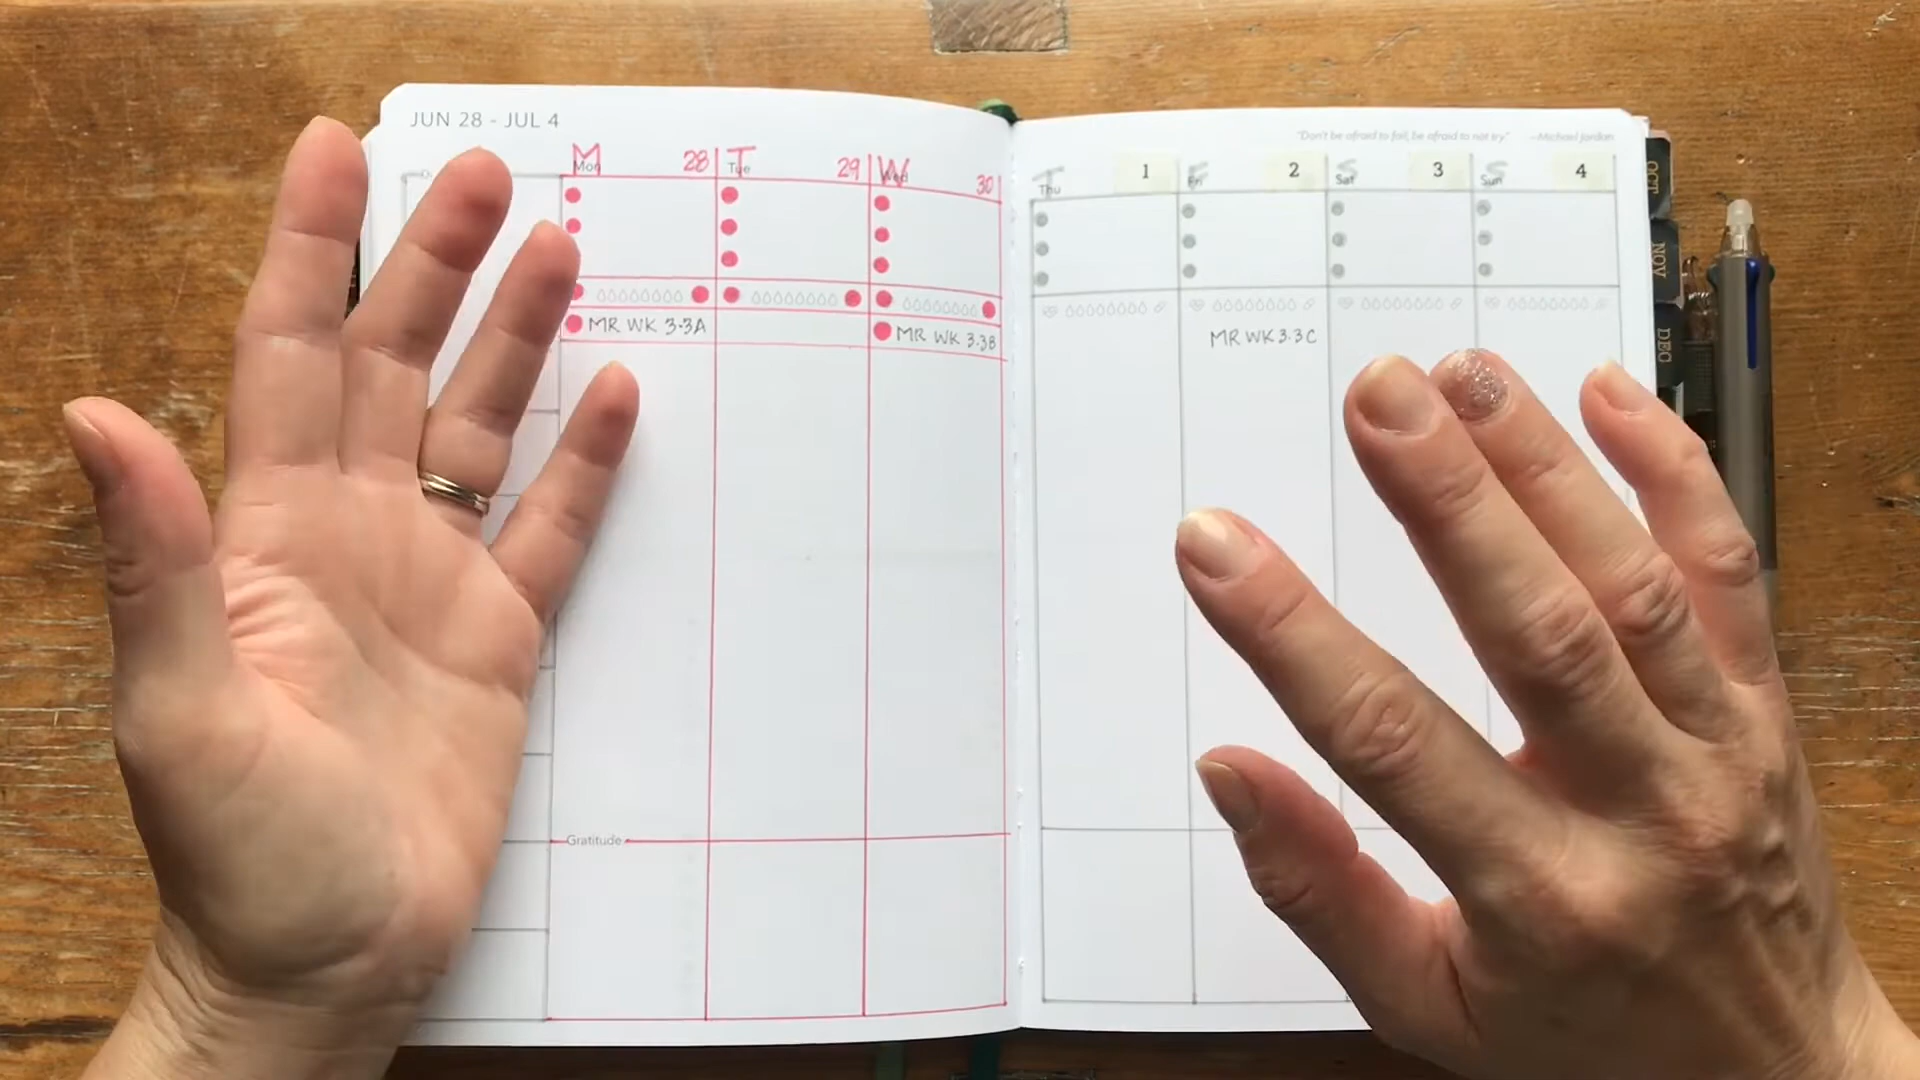 JUN 28 - JUL 4
"Don't be afraid to fail, be afraid to not try." —Michael Jordan
M Mon 28
T Tue 29
W Wed 30
T Thu 1
F Fri 2
S Sat 3
S Sun 4
MR WK 3-3A
MR WK 3-3B
MR WK 3.3C
Gratitude
OCT
NOV
DEC